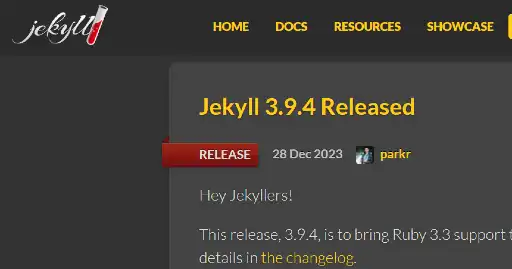 jekyll
HOME DOCS RESOURCES SHOWCASE
Jekyll 3.9.4 Released
RELEASE 28 Dec 2023 parkr
Hey Jekyllers!
This release, 3.9.4, is to bring Ruby 3.3 support
details in the changelog.